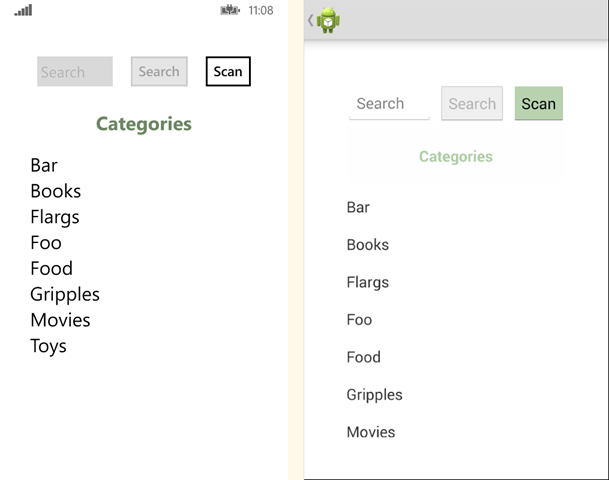 11:08
Search Search Scan
Categories
Bar
Books
Flargs
Foo
Food
Gripples
Movies
Toys
Search Search Scan
Categories
Bar
Books
Flargs
Foo
Food
Gripples
Movies